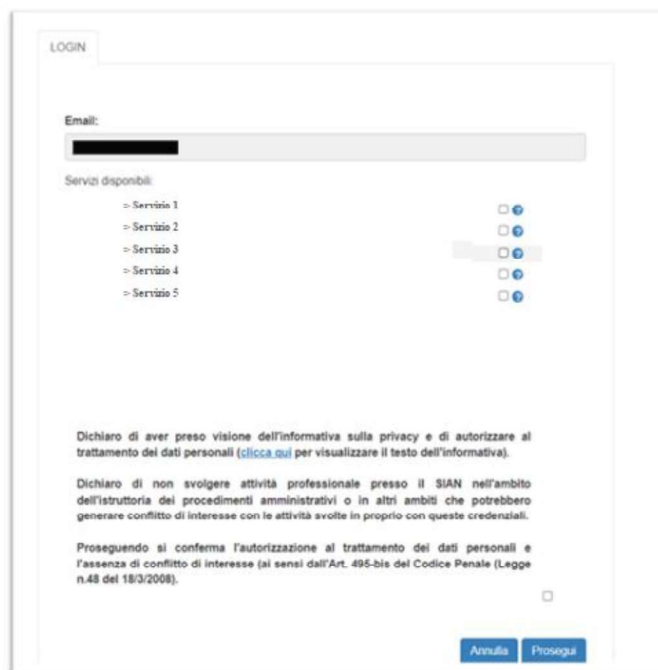 LOGIN
Email:
Servizi disponibili:
=> Servizio 1
=> Servizio 2
=> Servizio 3
=> Servizio 4
=> Servizio 5
Dichiaro di aver preso visione dell'informativa sulla privacy e di autorizzare al
trattamento dei dati personali (clicca qui per visualizzare il testo dell'informativa).
Dichiaro di non svolgere attività professionale presso il SIAN nell'ambito
dell'istruttoria dei procedimenti amministrativi o in altri ambiti che potrebbero
generare conflitto di interesse con le attività svolte in proprio con queste credenziali.
Proseguendo si conferma l'autorizzazione al trattamento dei dati personali e
l'assenza di conflitto di interesse (ai sensi dall'Art. 495-bis del Codice Penale (Legge
n.48 del 18/3/2008).
Annulla Prosegui